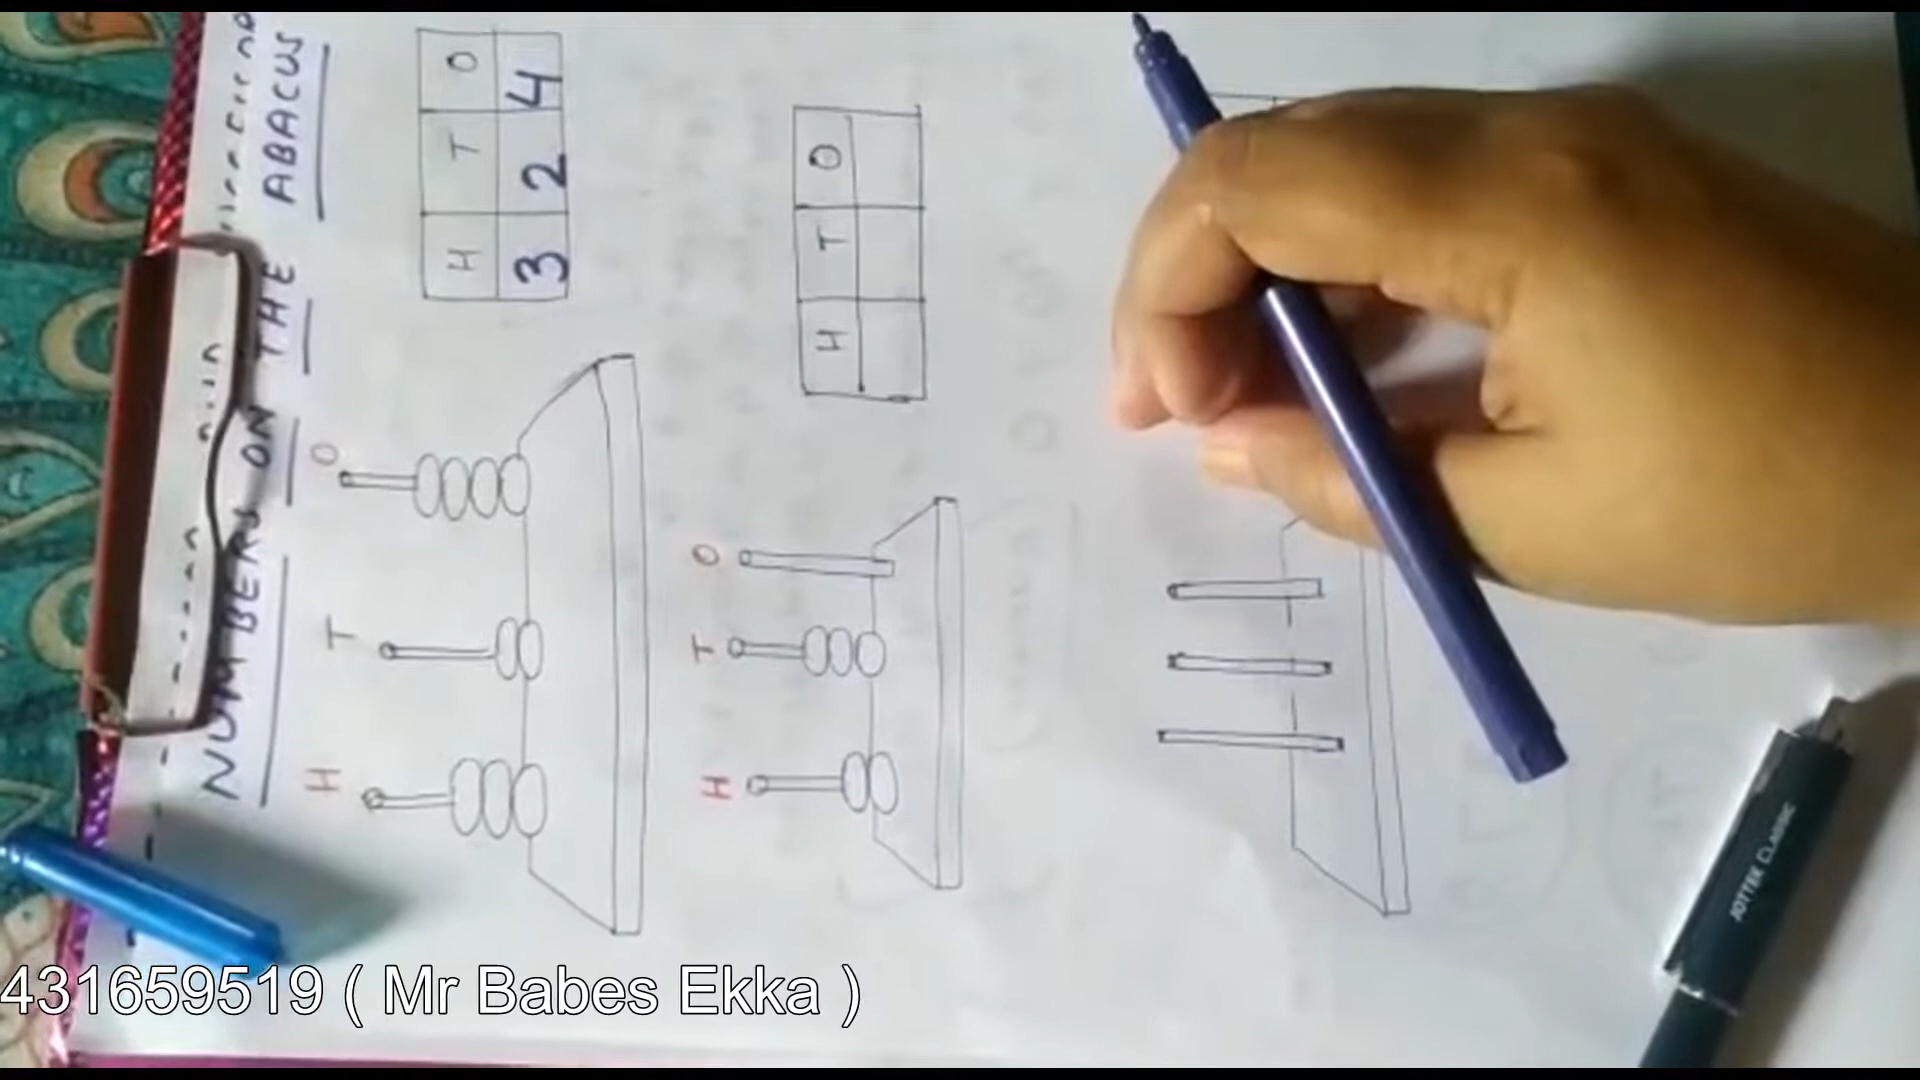 NUMBERS ON THE ABACUS
H T O
3 2 4
H T O
H T O
H T O
431659519 ( Mr Babes Ekka )
JOTTER CLASSIC